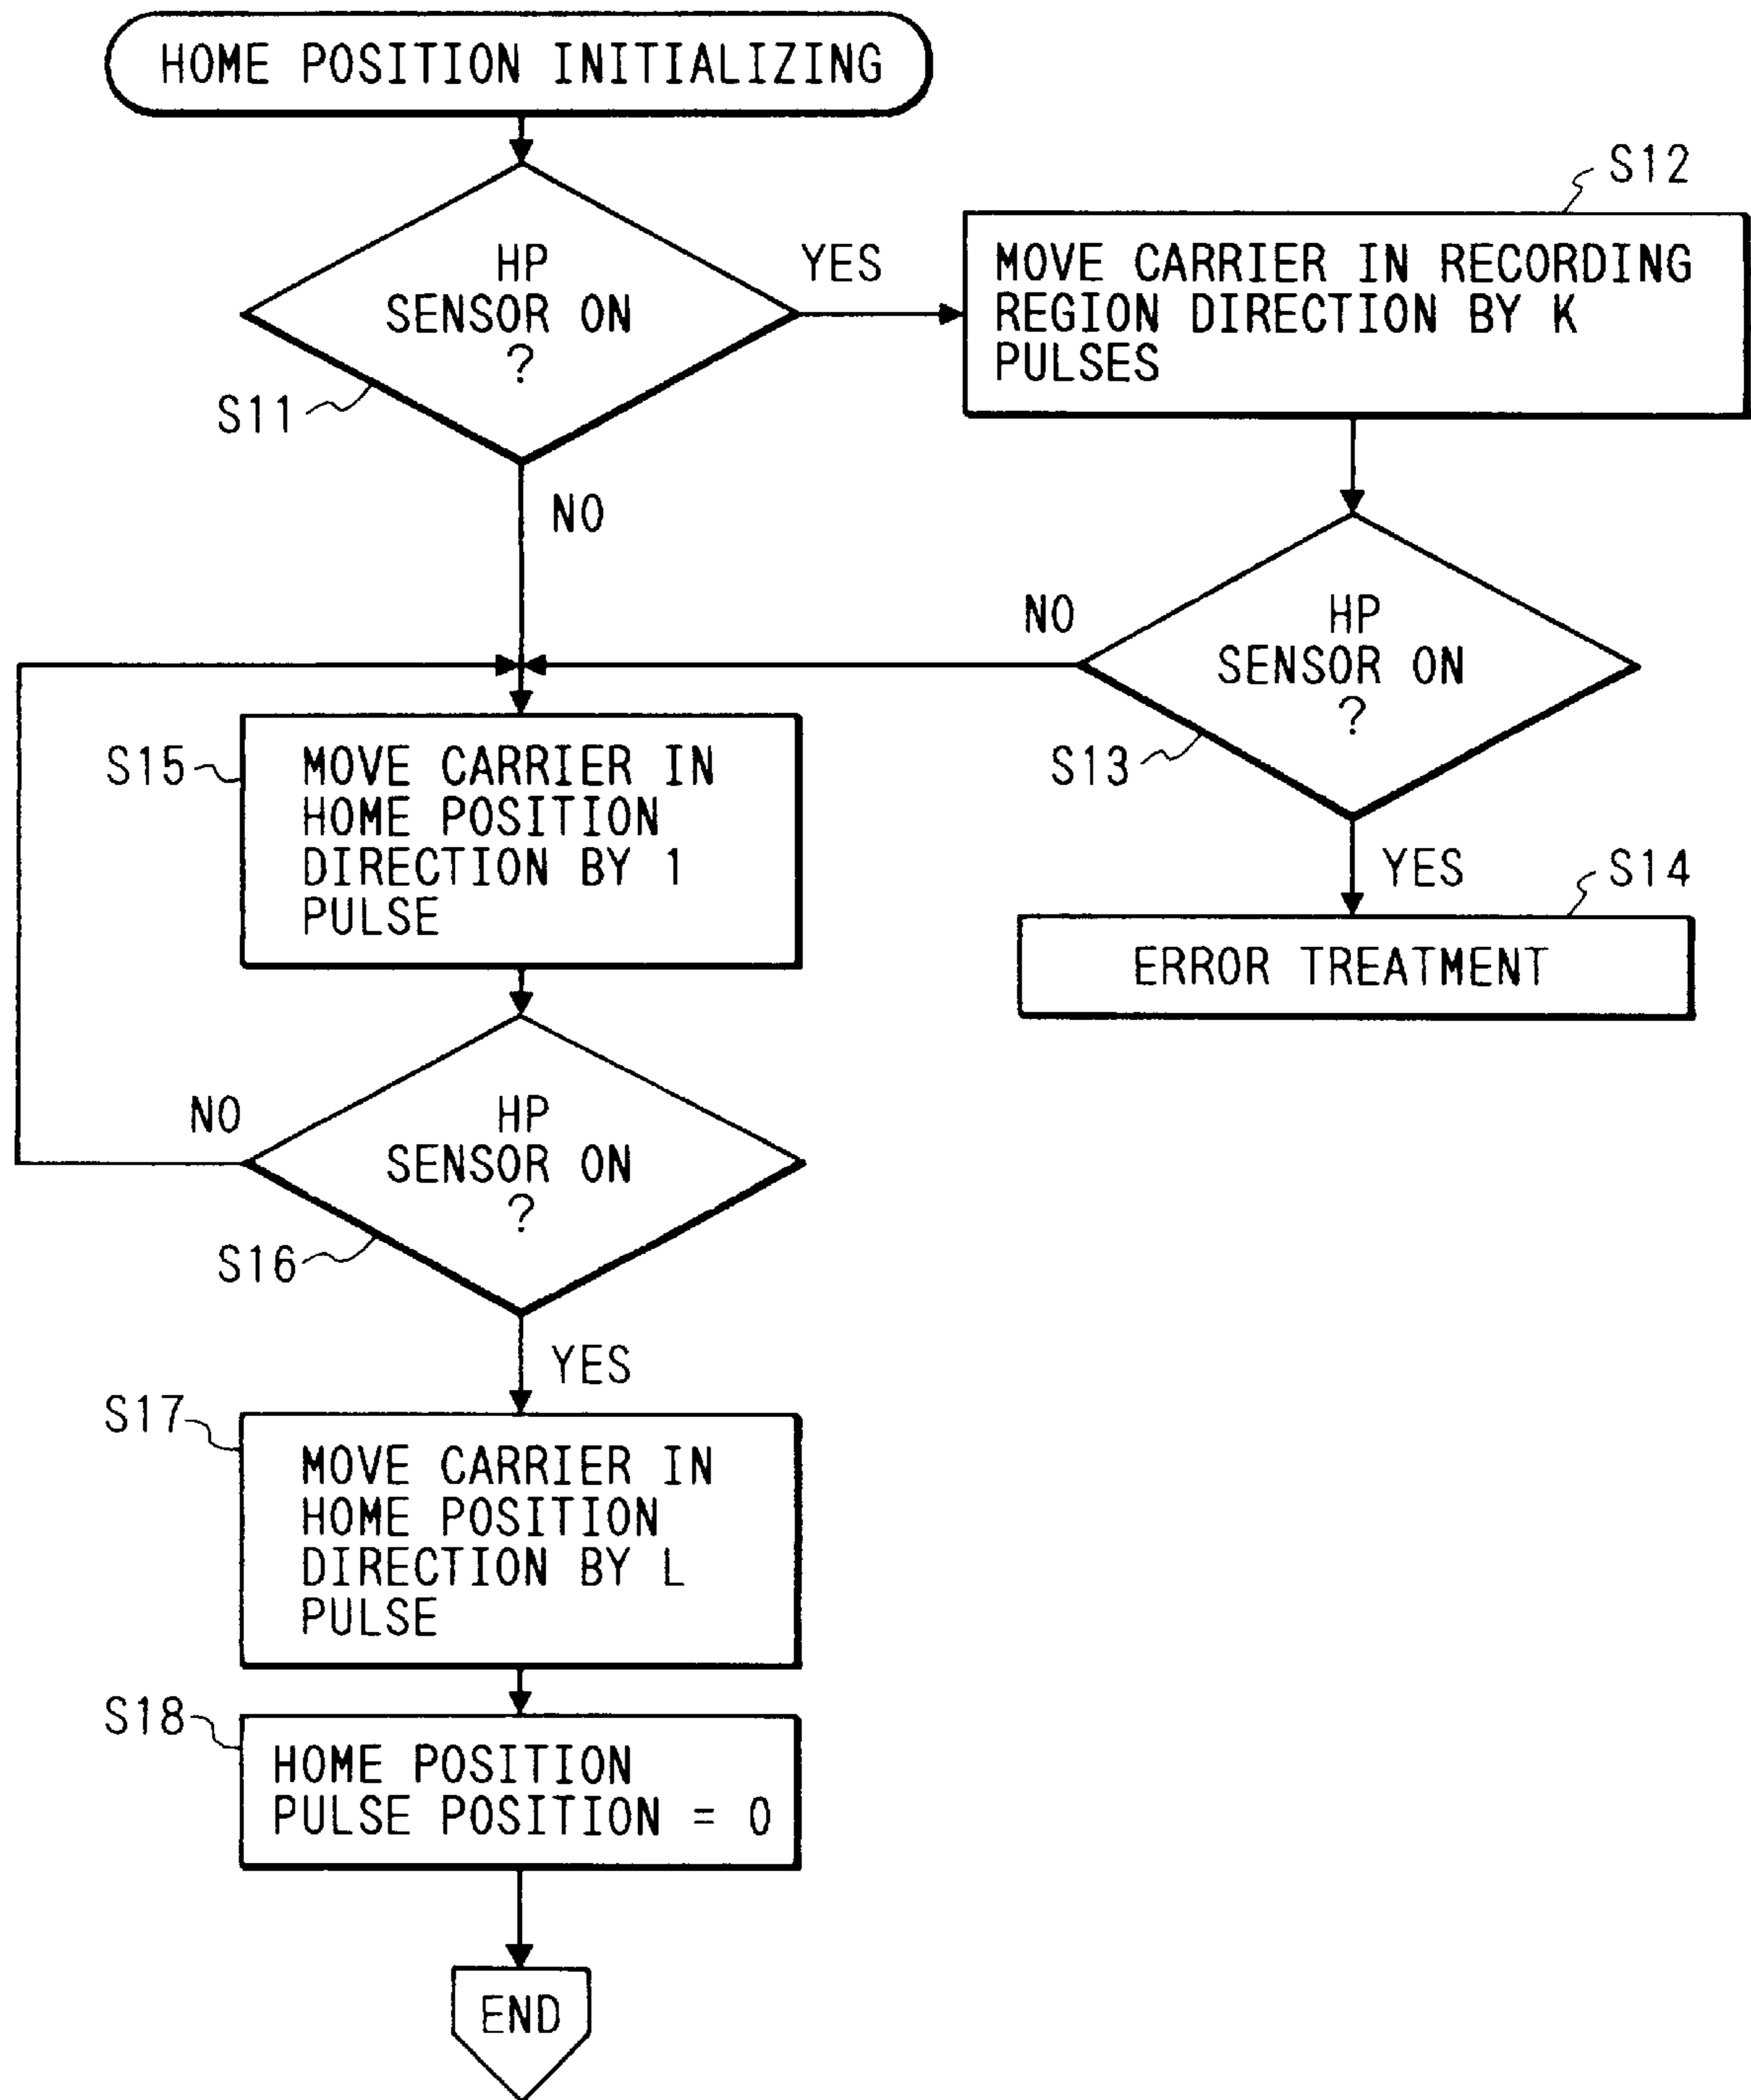 HOME POSITION INITIALIZING
S12
HP
SENSOR ON
?
YES
MOVE CARRIER IN RECORDING
REGION DIRECTION BY K
PULSES
S11
NO
NO
HP
SENSOR ON
?
S13
S15
MOVE CARRIER IN
HOME POSITION
DIRECTION BY 1
PULSE
YES
S14
ERROR TREATMENT
NO
HP
SENSOR ON
?
S16
YES
S17
MOVE CARRIER IN
HOME POSITION
DIRECTION BY L
PULSE
S18
HOME POSITION
PULSE POSITION = 0
END